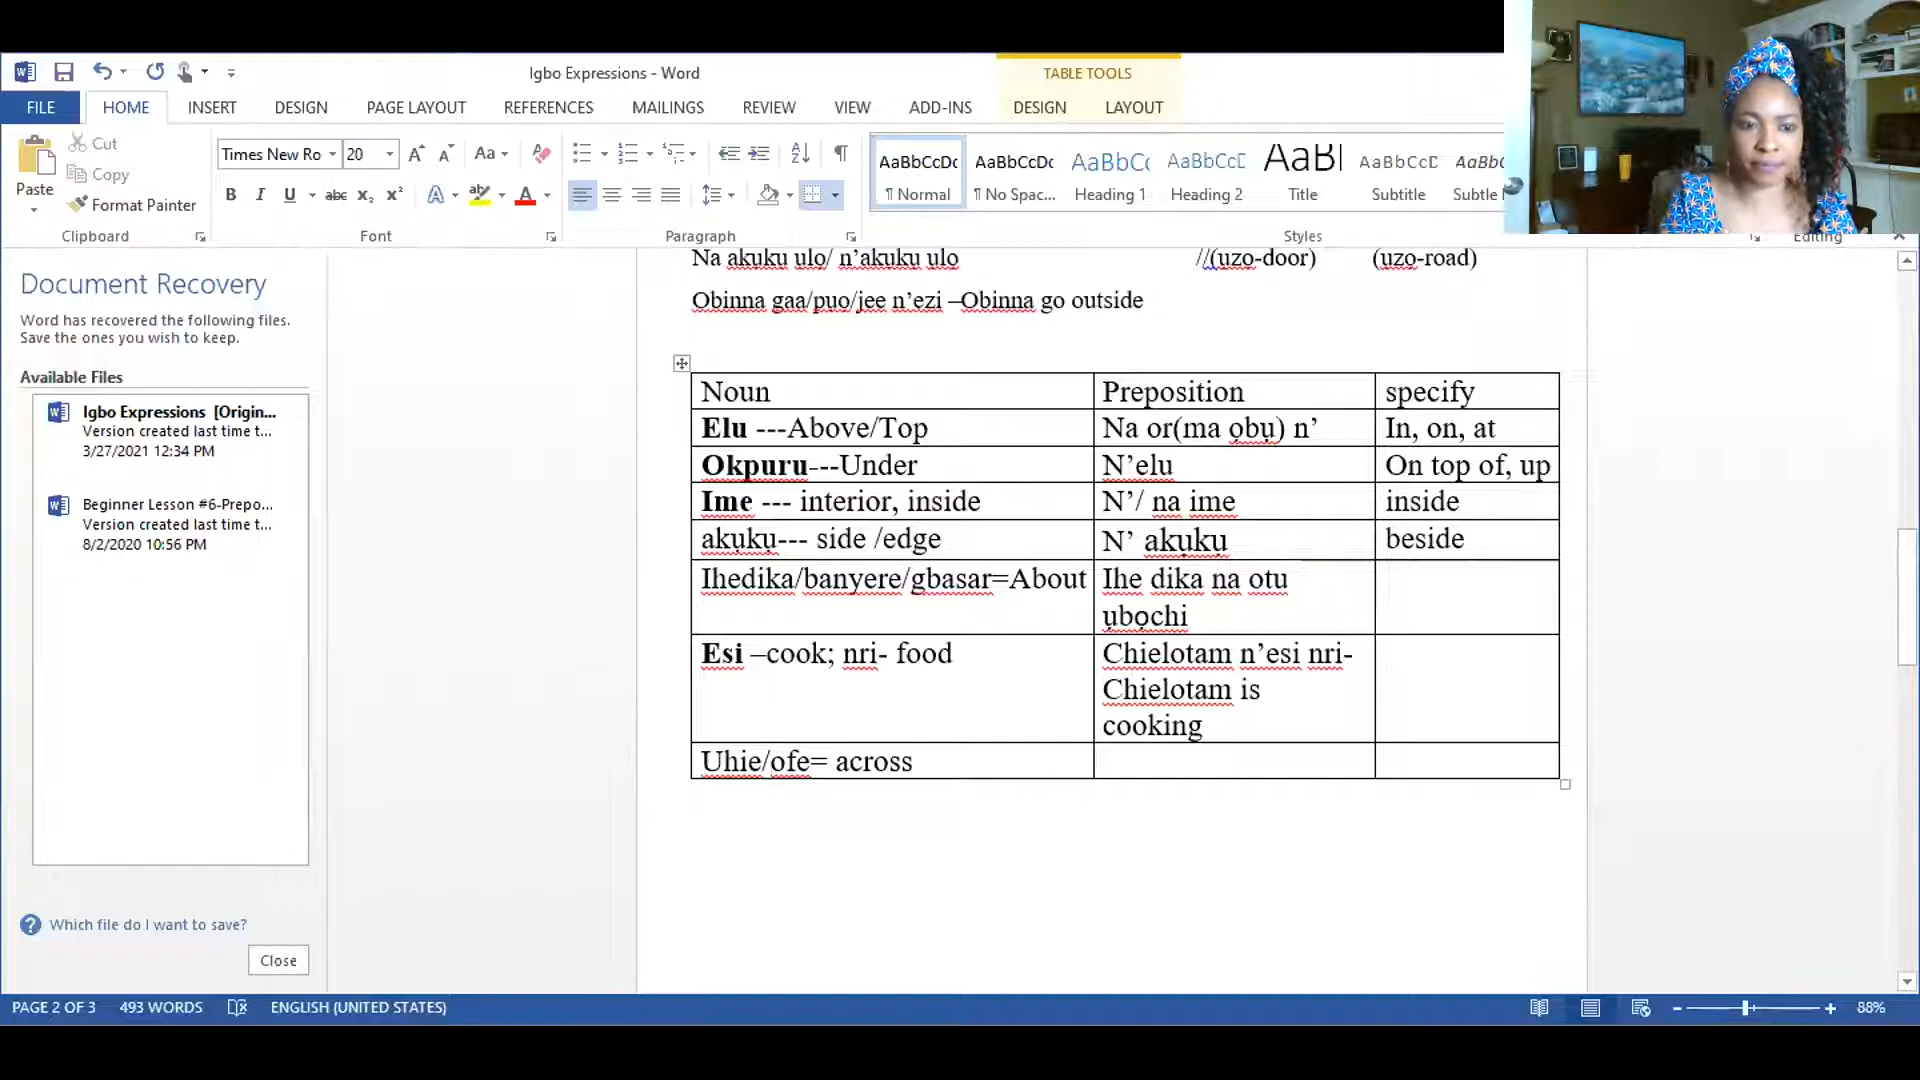 Igbo Expressions - Word
TABLE TOOLS
FILE HOME INSERT DESIGN PAGE LAYOUT REFERENCES MAILINGS REVIEW VIEW ADD-INS DESIGN LAYOUT
Paste
Cut
Copy
Format Painter
Times New Ro 20
AaBbCcDc AaBbCcDc AaBbC AaBbCcD AaB AaBbCcD AaBb
¶ Normal ¶ No Spac... Heading 1 Heading 2 Title Subtitle Subtle
Clipboard Font Paragraph Styles Editing
Document Recovery
Word has recovered the following files.
Save the ones you wish to keep.
Available Files
Igbo Expressions [Origin...
Version created last time t...
3/27/2021 12:34 PM
Beginner Lesson #6-Prepo...
Version created last time t...
8/2/2020 10:56 PM
Which file do I want to save?
Close
Na akuku ulo/ n’akuku ulo //(uzo-door) (uzo-road)
Obinna gaa/puo/jee n’ezi –Obinna go outside
Noun Preposition specify
Elu ---Above/Top Na or(ma ọbụ) n’ In, on, at
Okpuru---Under N’elu On top of, up
Ime --- interior, inside N’/ na ime inside
akụkụ--- side /edge N’ akụkụ beside
Ihedika/banyere/gbasar=About Ihe dika na otu
ụbọchi
Esi –cook; nri- food Chielotam n’esi nri-
Chielotam is
cooking
Uhie/ofe= across
PAGE 2 OF 3 493 WORDS ENGLISH (UNITED STATES) 88%